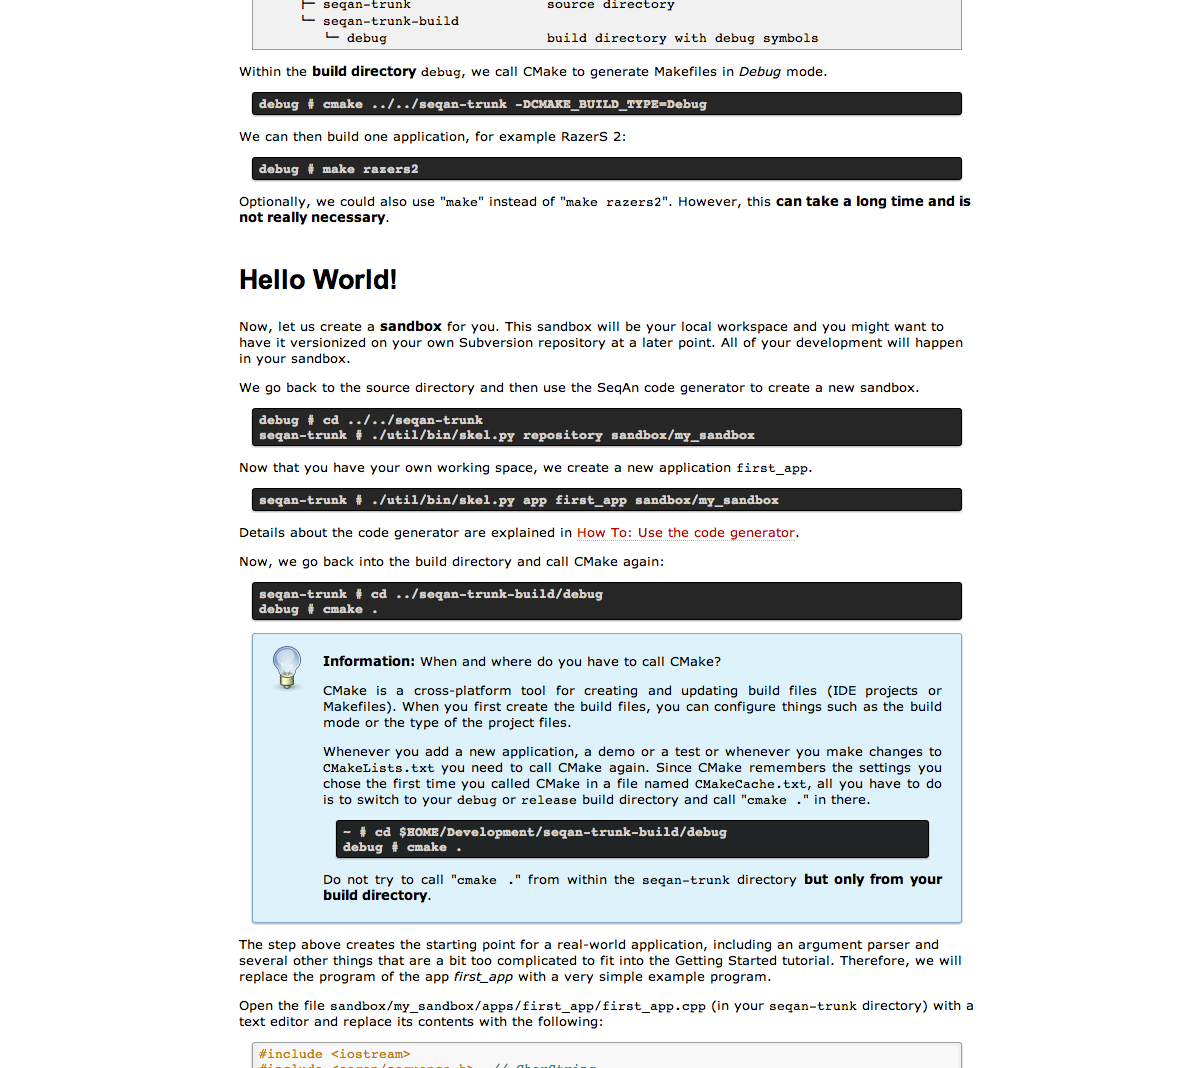 ├─ seqan-trunk source directory
└─ seqan-trunk-build
└─ debug build directory with debug symbols
Within the build directory debug, we call CMake to generate Makefiles in Debug mode.
debug # cmake ../../seqan-trunk -DCMAKE_BUILD_TYPE=Debug
We can then build one application, for example RazerS 2:
debug # make razers2
Optionally, we could also use "make" instead of "make razers2". However, this can take a long time and is
not really necessary.
Hello World!
Now, let us create a sandbox for you. This sandbox will be your local workspace and you might want to
have it versionized on your own Subversion repository at a later point. All of your development will happen
in your sandbox.
We go back to the source directory and then use the SeqAn code generator to create a new sandbox.
debug # cd ../../seqan-trunk
seqan-trunk # ./util/bin/skel.py repository sandbox/my_sandbox
Now that you have your own working space, we create a new application first_app.
seqan-trunk # ./util/bin/skel.py app first_app sandbox/my_sandbox
Details about the code generator are explained in How To: Use the code generator.
Now, we go back into the build directory and call CMake again:
seqan-trunk # cd ../seqan-trunk-build/debug
debug # cmake .
Information: When and where do you have to call CMake?
CMake is a cross-platform tool for creating and updating build files (IDE projects or
Makefiles). When you first create the build files, you can configure things such as the build
mode or the type of the project files.
Whenever you add a new application, a demo or a test or whenever you make changes to
CMakeLists.txt you need to call CMake again. Since CMake remembers the settings you
chose the first time you called CMake in a file named CMakeCache.txt, all you have to do
is to switch to your debug or release build directory and call "cmake ." in there.
~ # cd $HOME/Development/seqan-trunk-build/debug
debug # cmake .
Do not try to call "cmake ." from within the seqan-trunk directory but only from your
build directory.
The step above creates the starting point for a real-world application, including an argument parser and
several other things that are a bit too complicated to fit into the Getting Started tutorial. Therefore, we will
replace the program of the app first_app with a very simple example program.
Open the file sandbox/my_sandbox/apps/first_app/first_app.cpp (in your seqan-trunk directory) with a
text editor and replace its contents with the following:
#include <iostream>